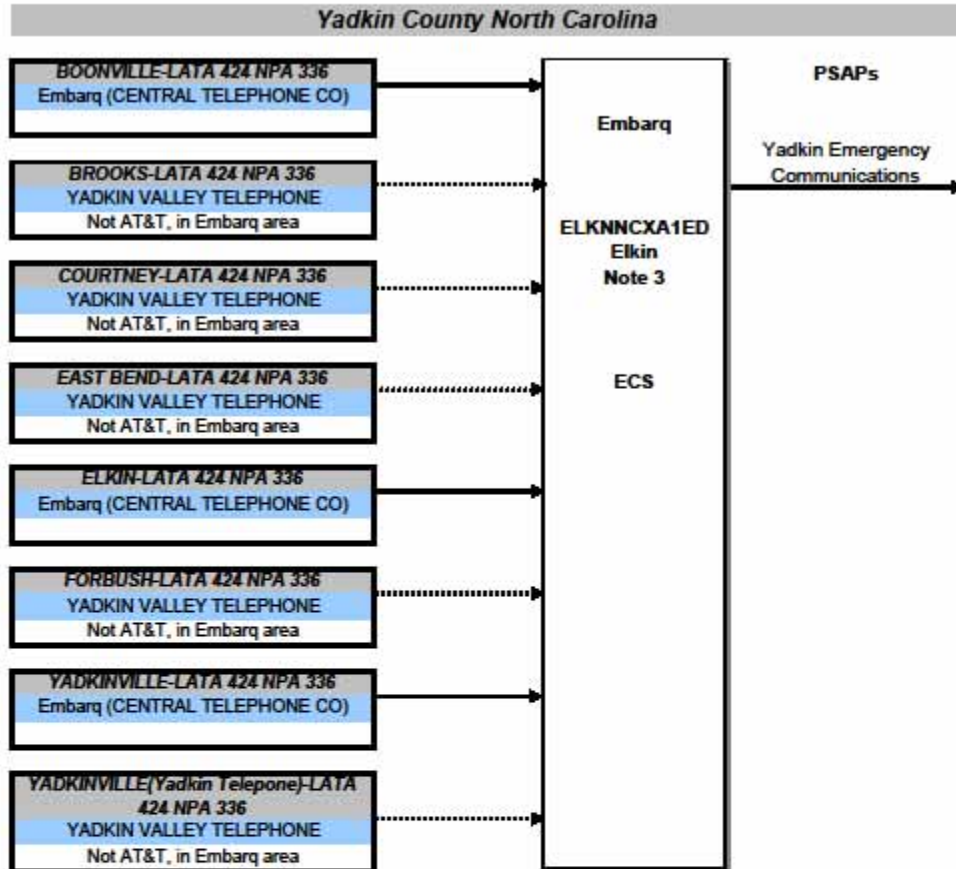 Yadkin County North Carolina
BOONVILLE-LATA 424 NPA 336
Embarq (CENTRAL TELEPHONE CO)
BROOKS-LATA 424 NPA 336
YADKIN VALLEY TELEPHONE
Not AT&T, in Embarq area
COURTNEY-LATA 424 NPA 336
YADKIN VALLEY TELEPHONE
Not AT&T, in Embarq area
EAST BEND-LATA 424 NPA 336
YADKIN VALLEY TELEPHONE
Not AT&T, in Embarq area
ELKIN-LATA 424 NPA 336
Embarq (CENTRAL TELEPHONE CO)
FORBUSH-LATA 424 NPA 336
YADKIN VALLEY TELEPHONE
Not AT&T, in Embarq area
YADKINVILLE-LATA 424 NPA 336
Embarq (CENTRAL TELEPHONE CO)
YADKINVILLE(Yadkin Telepone)-LATA
424 NPA 336
YADKIN VALLEY TELEPHONE
Not AT&T, in Embarq area
Embarq
ELKNNCXA1ED
Elkin
Note 3
ECS
PSAPs
Yadkin Emergency
Communications